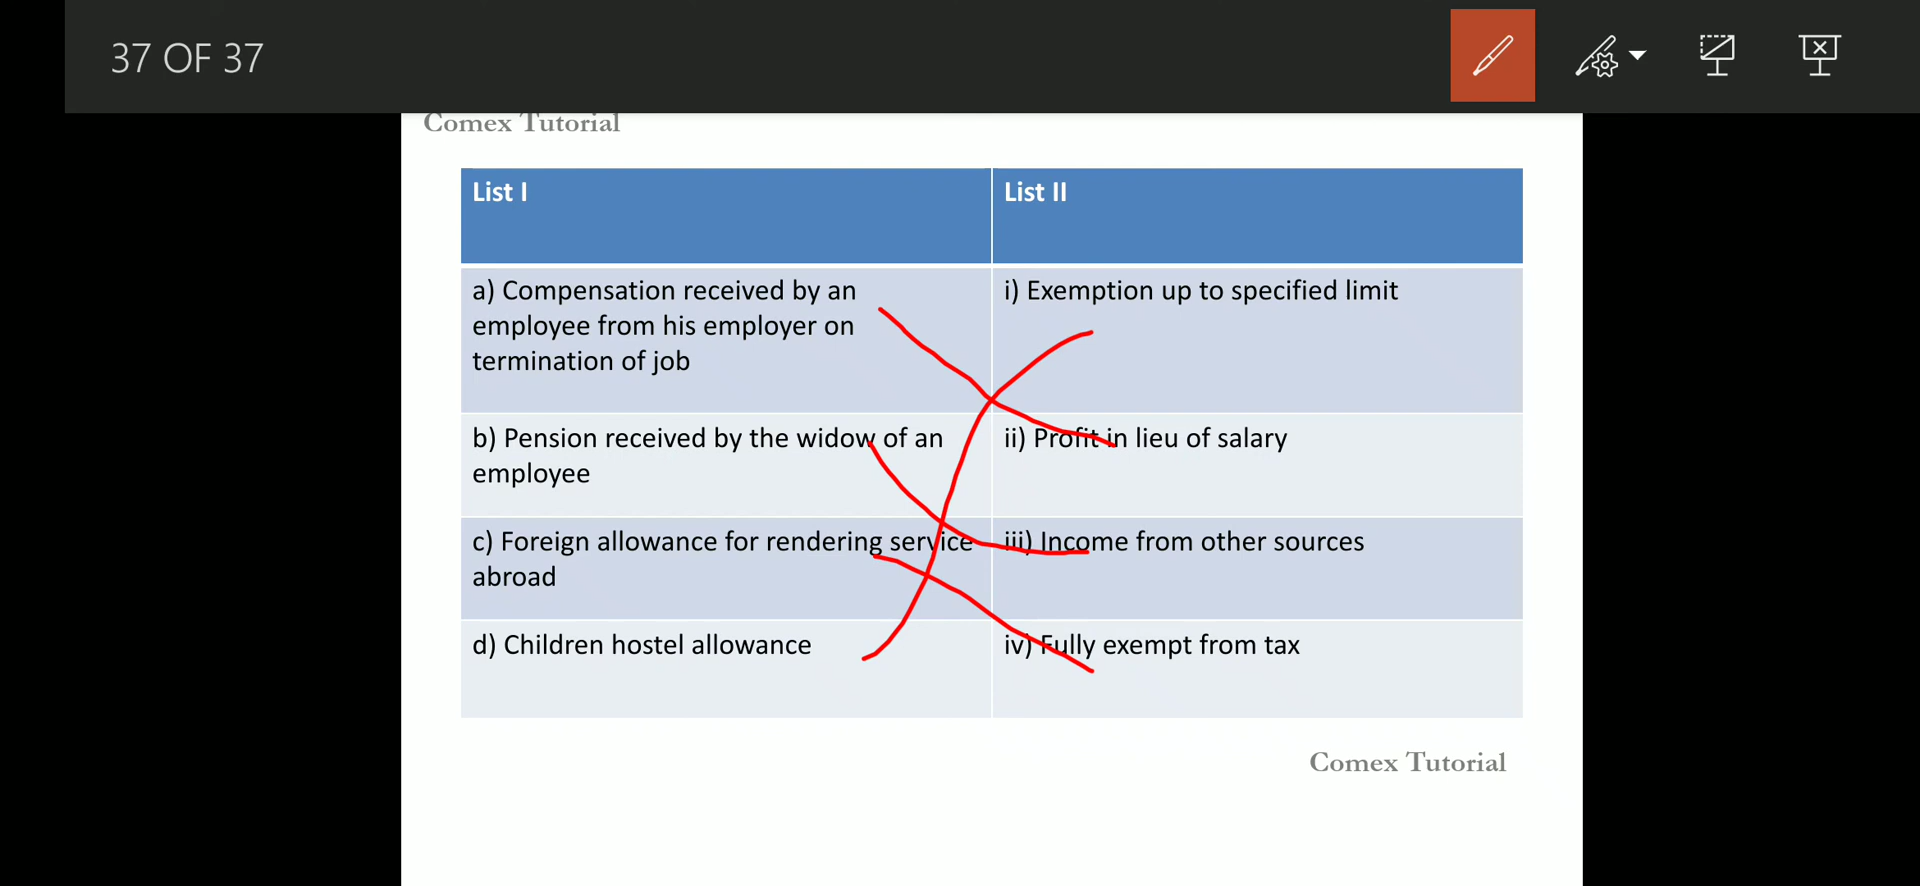 37 OF 37
Comex Tutorial
List I
List II
a) Compensation received by an
employee from his employer on
termination of job
i) Exemption up to specified limit
b) Pension received by the widow of an
employee
ii) Profit in lieu of salary
c) Foreign allowance for rendering service
abroad
iii) Income from other sources
d) Children hostel allowance
iv) Fully exempt from tax
Comex Tutorial